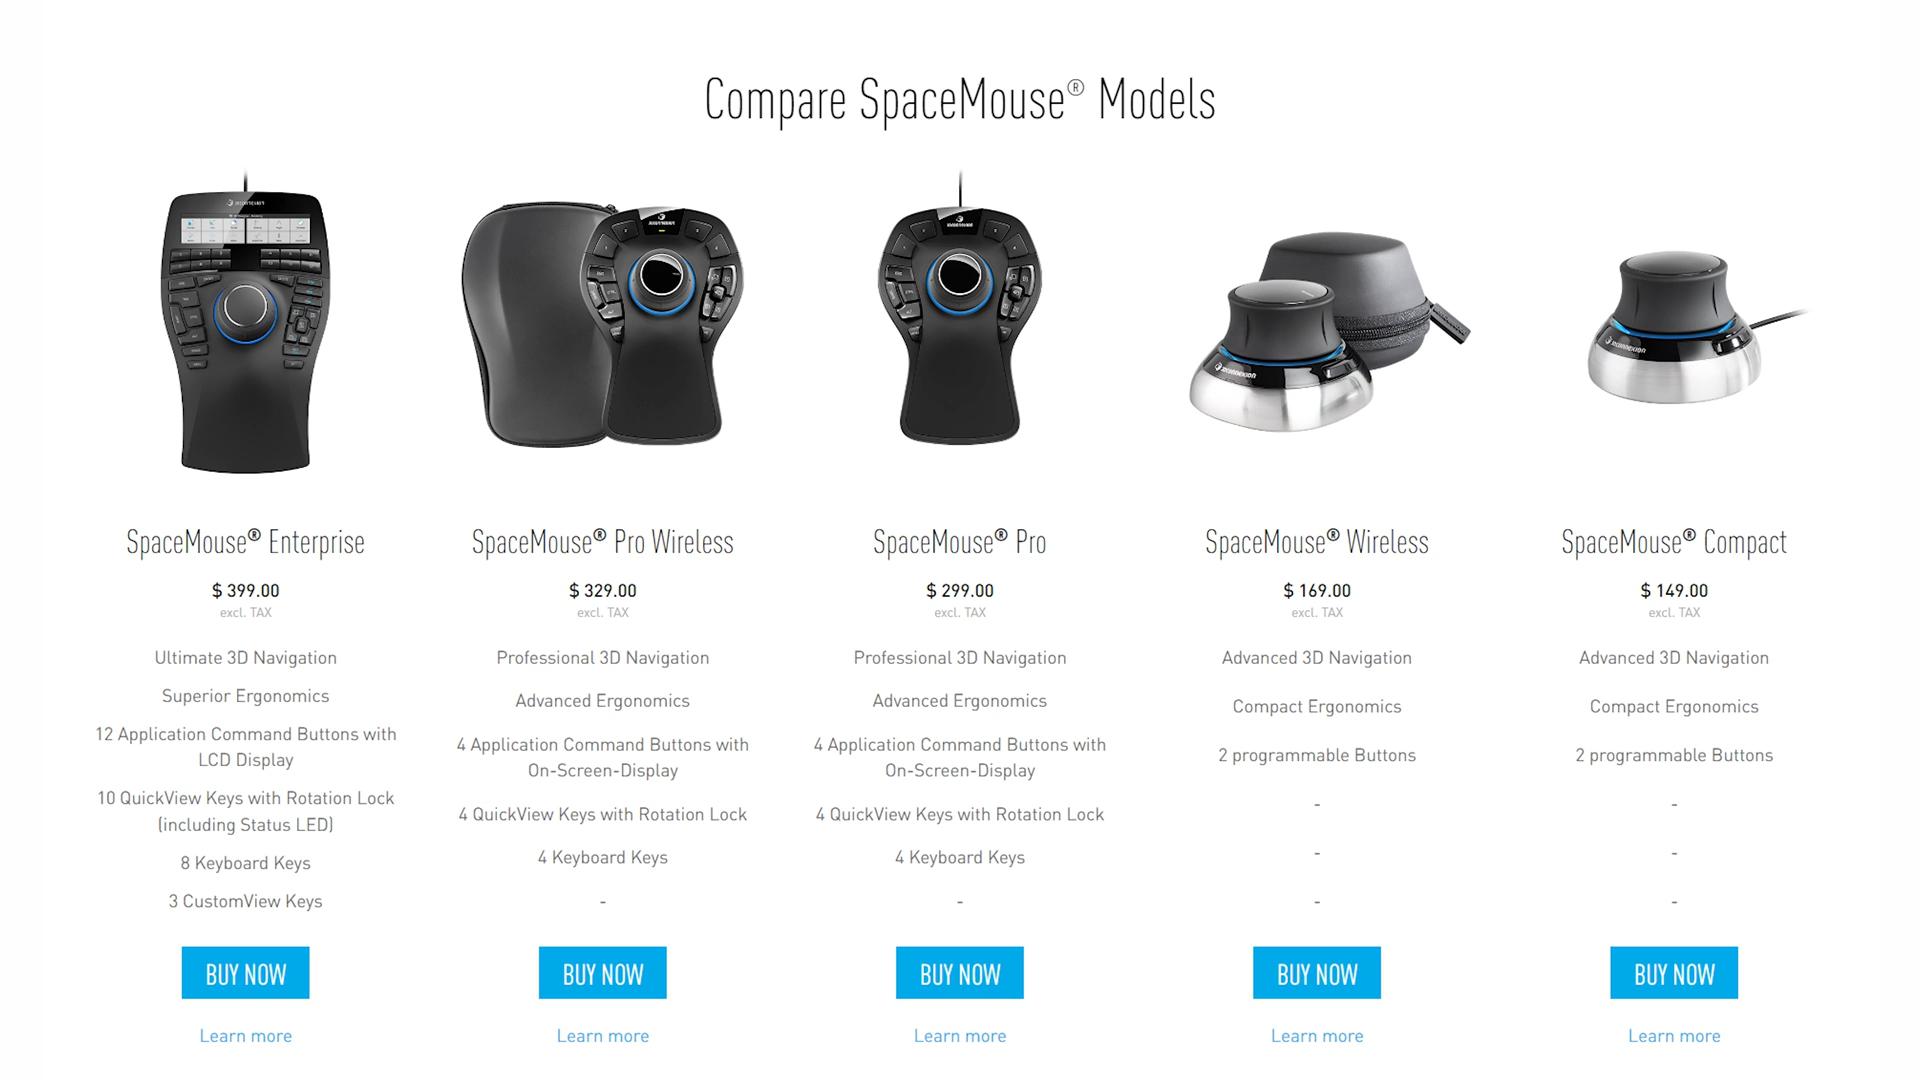 Compare SpaceMouse® Models
3Dconnexion
3Dconnexion
3Dconnexion
3Dconnexion
3Dconnexion
SpaceMouse® Enterprise
$ 399.00
excl. TAX
Ultimate 3D Navigation
Superior Ergonomics
12 Application Command Buttons with
LCD Display
10 QuickView Keys with Rotation Lock
(including Status LED)
8 Keyboard Keys
3 CustomView Keys
BUY NOW
Learn more
SpaceMouse® Pro Wireless
$ 329.00
excl. TAX
Professional 3D Navigation
Advanced Ergonomics
4 Application Command Buttons with
On-Screen-Display
4 QuickView Keys with Rotation Lock
4 Keyboard Keys
-
BUY NOW
Learn more
SpaceMouse® Pro
$ 299.00
excl. TAX
Professional 3D Navigation
Advanced Ergonomics
4 Application Command Buttons with
On-Screen-Display
4 QuickView Keys with Rotation Lock
4 Keyboard Keys
-
BUY NOW
Learn more
SpaceMouse® Wireless
$ 169.00
excl. TAX
Advanced 3D Navigation
Compact Ergonomics
2 programmable Buttons
-
-
-
BUY NOW
Learn more
SpaceMouse® Compact
$ 149.00
excl. TAX
Advanced 3D Navigation
Compact Ergonomics
2 programmable Buttons
-
-
-
BUY NOW
Learn more